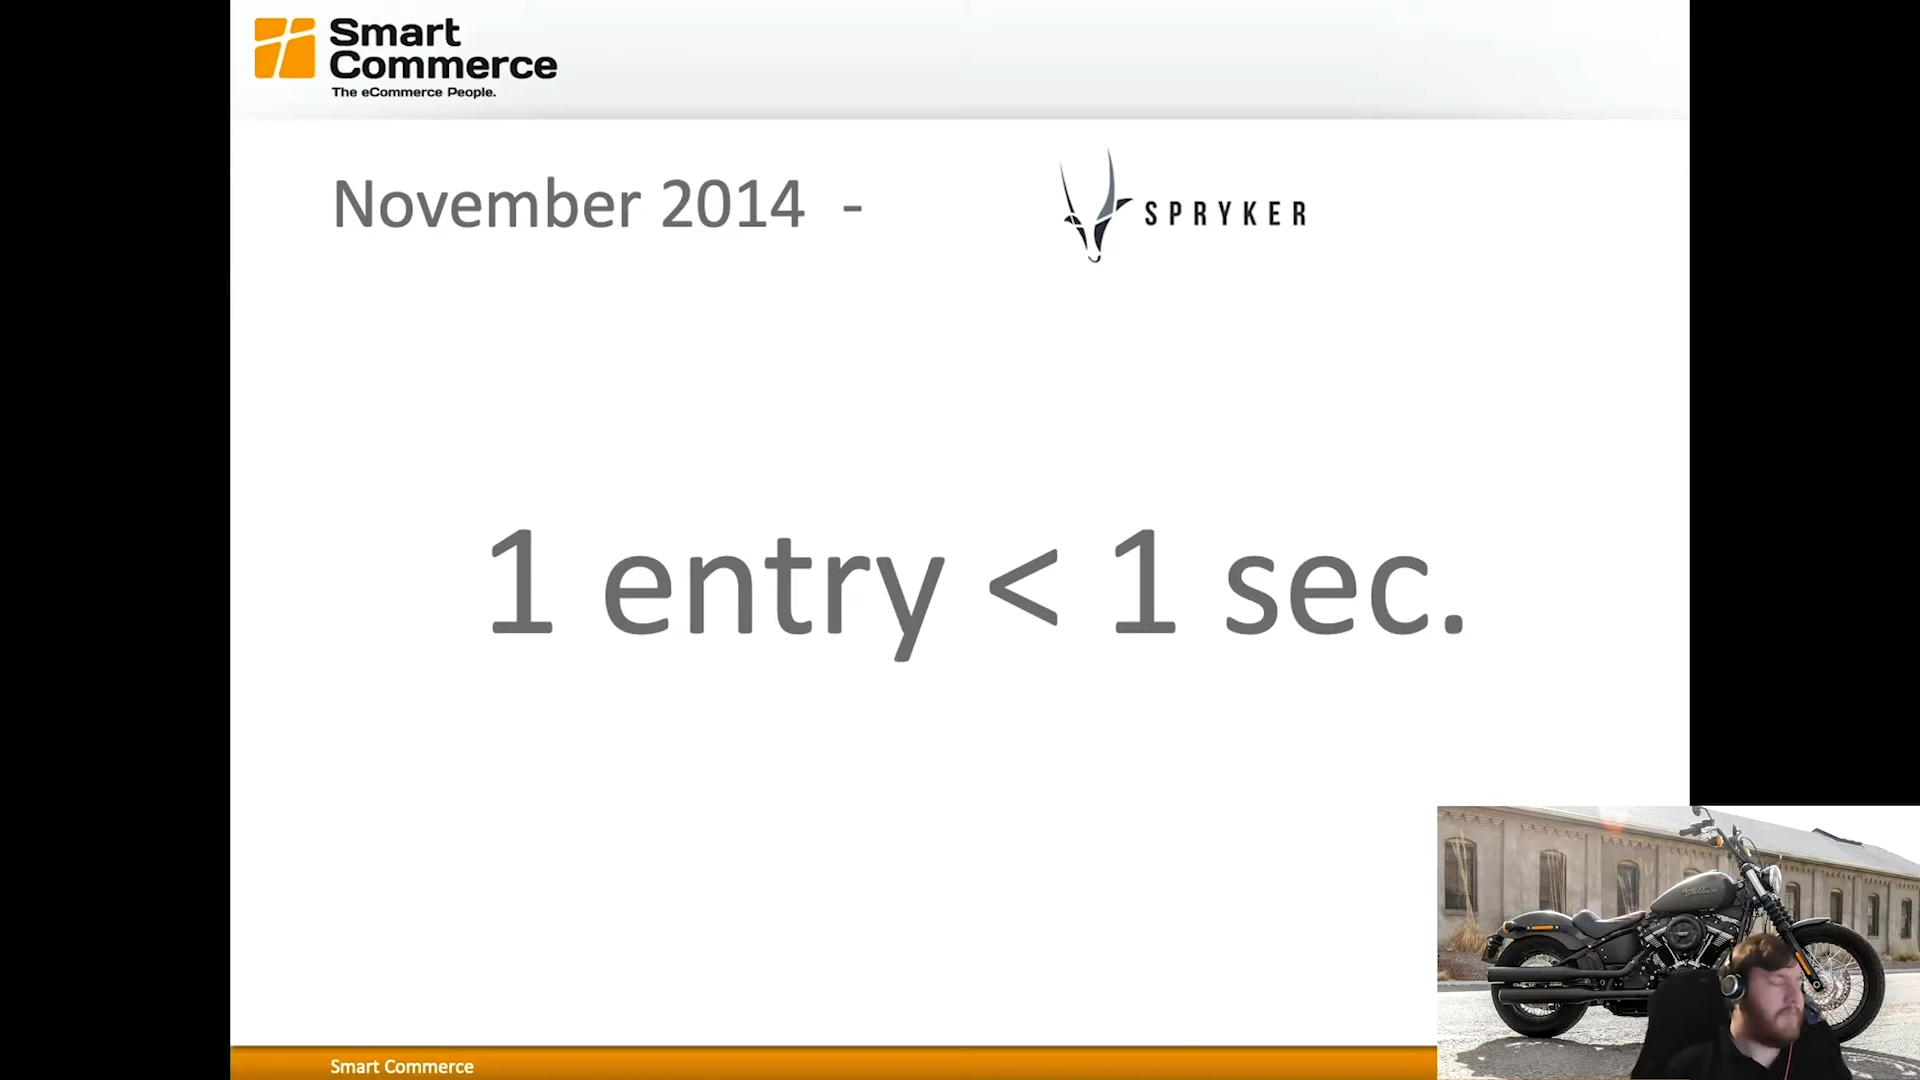 Smart
Commerce
The eCommerce People.
November 2014 -
SPRYKER
1 entry < 1 sec.
Smart Commerce